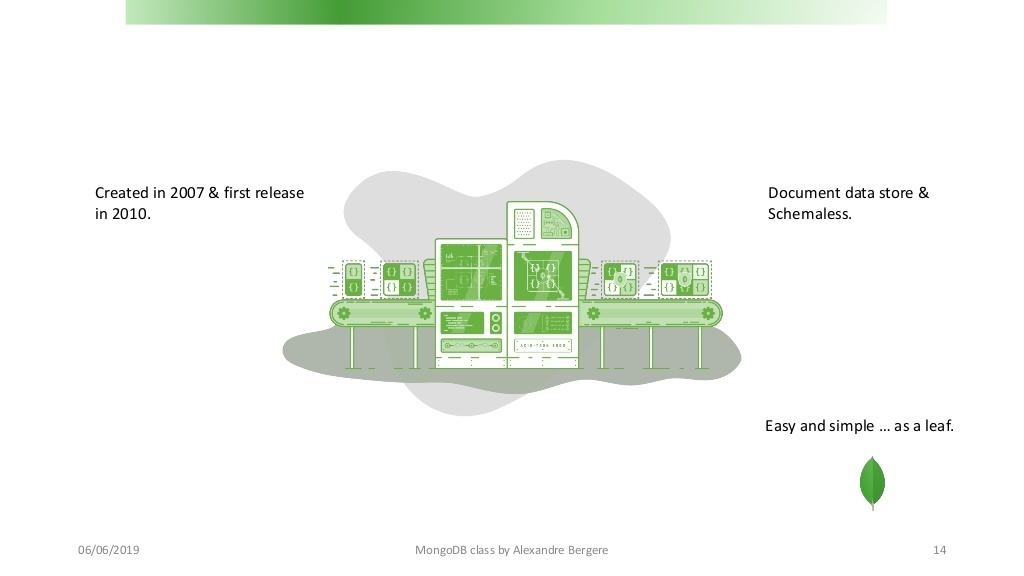 Created in 2007 & first release
in 2010.
Document data store &
Schemaless.
Easy and simple … as a leaf.
06/06/2019
MongoDB class by Alexandre Bergere
14